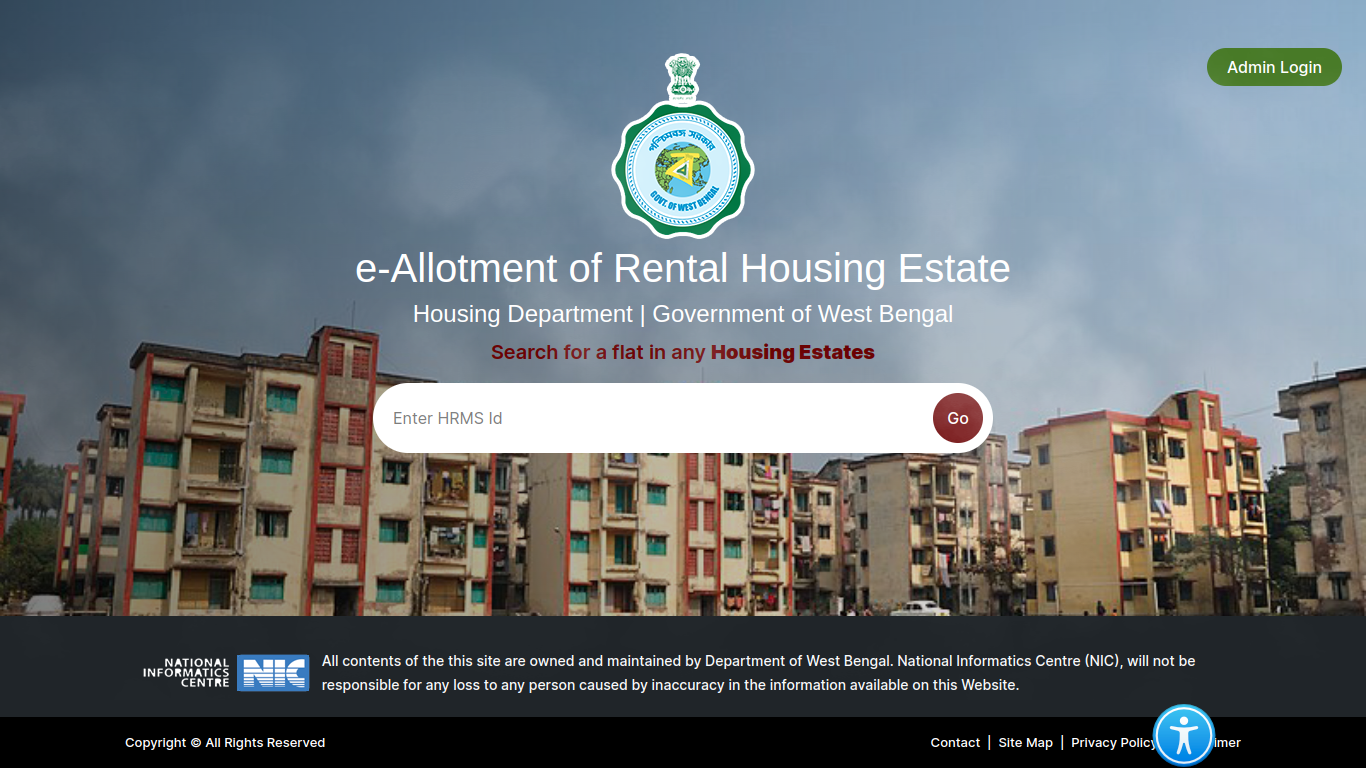 Admin Login
পশ্চিমবঙ্গ সরকার
ব
GOVT. OF WEST BENGAL
e-Allotment of Rental Housing Estate
Housing Department | Government of West Bengal
Search for a flat in any Housing Estates
Enter HRMS Id
Go
NATIONAL
INFORMATICS
CENTRE
NIC
All contents of the this site are owned and maintained by Department of West Bengal. National Informatics Centre (NIC), will not be
responsible for any loss to any person caused by inaccuracy in the information available on this Website.
Copyright © All Rights Reserved
Contact | Site Map | Privacy Policy